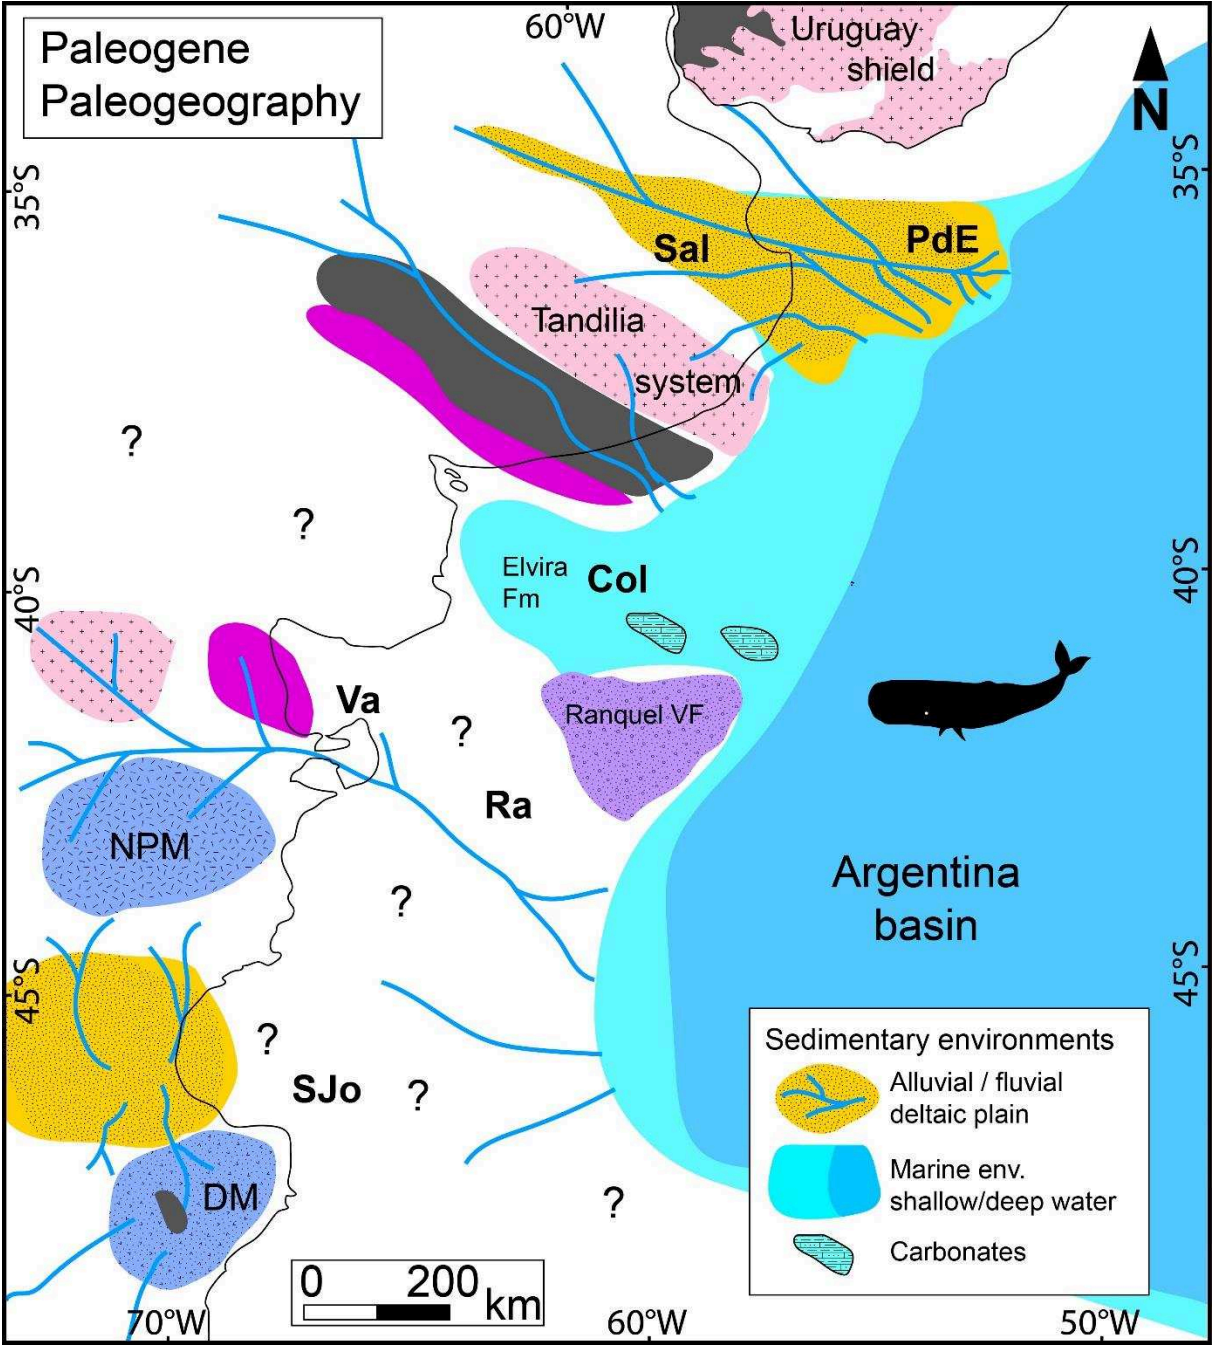 Paleogene
Paleogeography
60°W
Uruguay
shield
N
35°S
35°S
Sal
PdE
Tandilia
system
?
?
40°S
40°S
Elvira
Fm
Col
Va
?
Ranquel VF
Ra
NPM
?
Argentina
basin
45°S
45°S
?
SJo
?
DM
?
Sedimentary environments
Alluvial / fluvial
deltaic plain
Marine env.
shallow/deep water
Carbonates
0 200
km
70°W
60°W
50°W